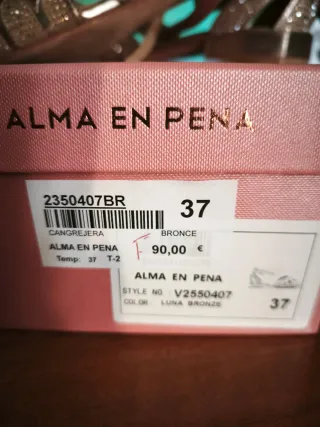 ALMA EN PENA
2350407BR 37
CANGREJERA BRONCE
ALMA EN PENA F 90,00 €
Temp: 37 T-2
ALMA EN PENA
STYLE NO. V2550407
COLOR: LUNA BRONZE 37